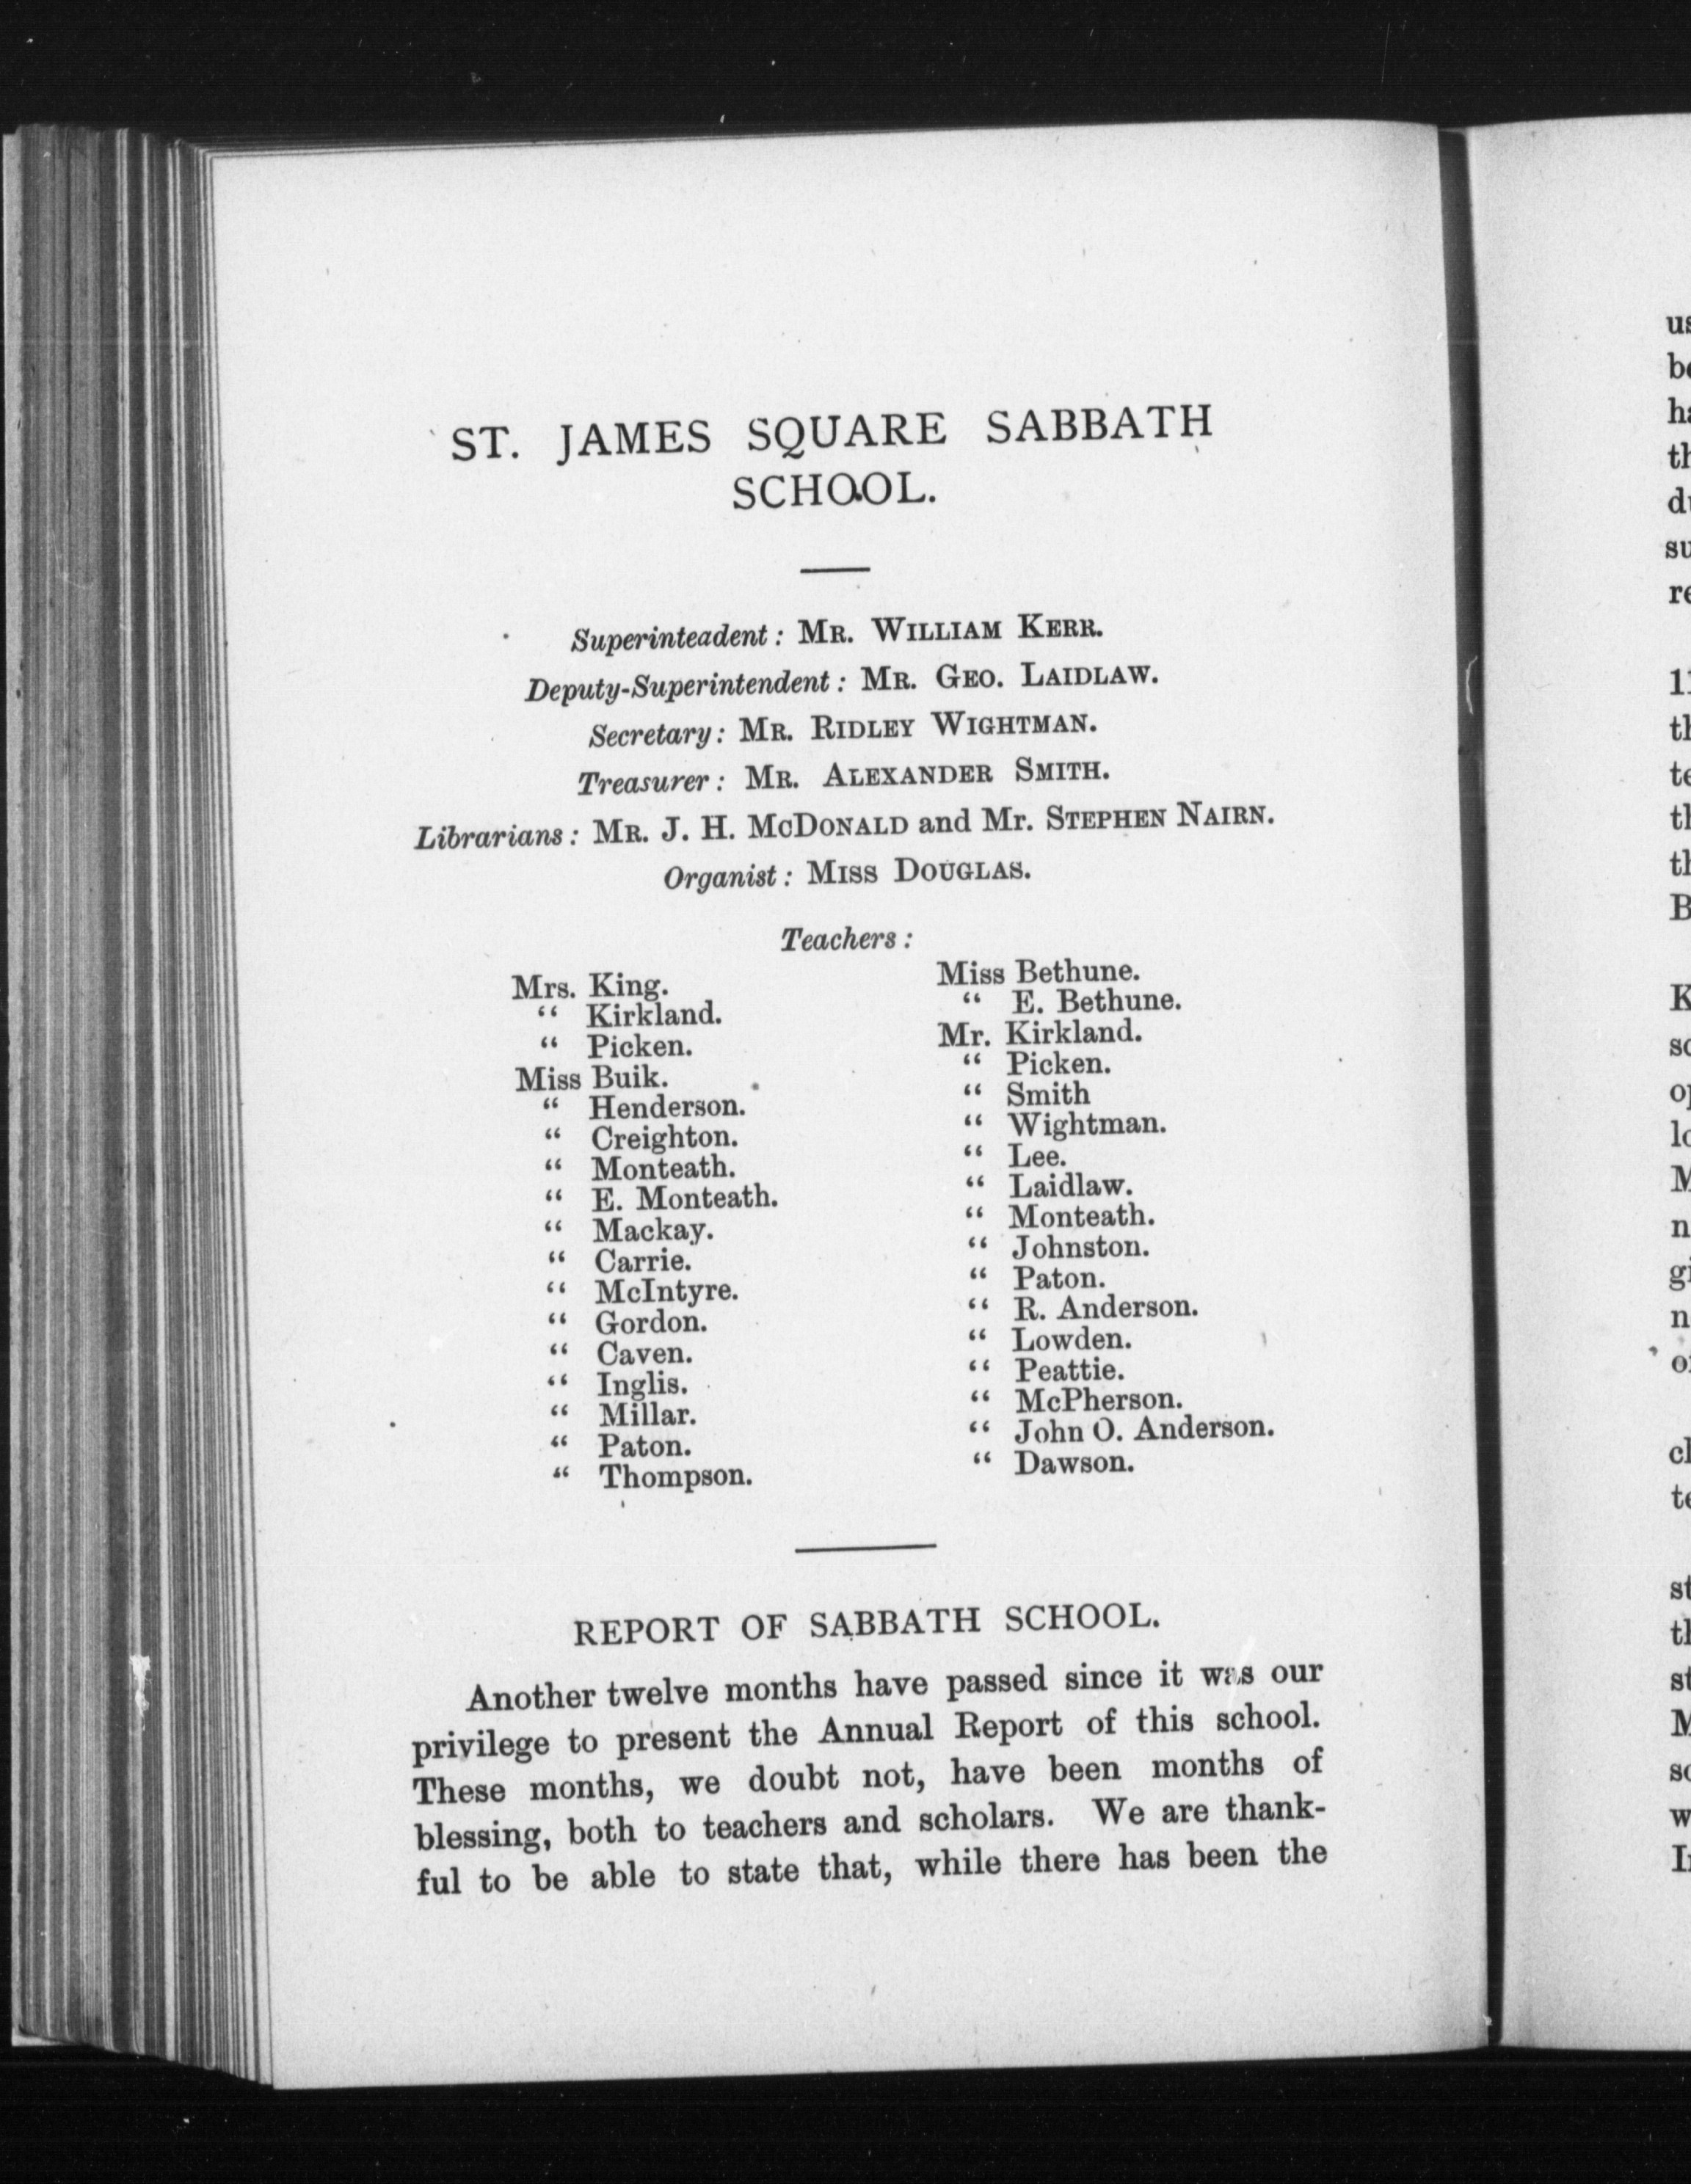 ST. JAMES SQUARE SABBATH
SCHOOL.
Superinteadent : MR. WILLIAM KERR.
Deputy-Superintendent : MR. GEO. LAIDLAW.
Secretary : MR. RIDLEY WIGHTMAN.
Treasurer : MR. ALEXANDER SMITH.
Librarians : MR. J. H. MCDONALD and Mr. STEPHEN NAIRN.
Organist : MISS DOUGLAS.
Teachers :
Mrs. King.
“ Kirkland.
“ Picken.
Miss Buik.
“ Henderson.
“ Creighton.
“ Monteath.
“ E. Monteath.
“ Mackay.
“ Carrie.
“ McIntyre.
“ Gordon.
“ Caven.
“ Inglis.
“ Millar.
“ Paton.
“ Thompson.
Miss Bethune.
“ E. Bethune.
Mr. Kirkland.
“ Picken.
“ Smith
“ Wightman.
“ Lee.
“ Laidlaw.
“ Monteath.
“ Johnston.
“ Paton.
“ R. Anderson.
“ Lowden.
“ Peattie.
“ McPherson.
“ John O. Anderson.
“ Dawson.
REPORT OF SABBATH SCHOOL.
Another twelve months have passed since it was our
privilege to present the Annual Report of this school.
These months, we doubt not, have been months of
blessing, both to teachers and scholars. We are thank-
ful to be able to state that, while there has been the